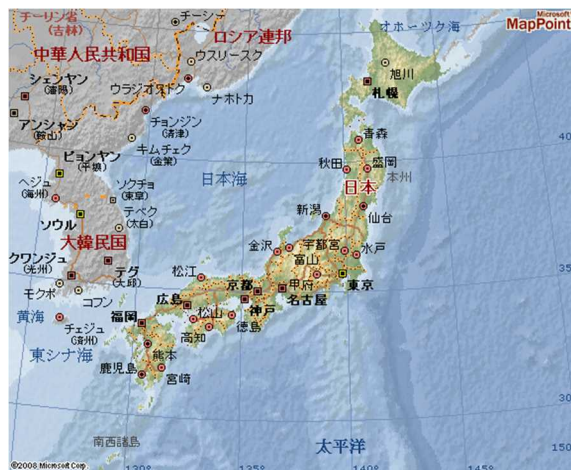 チーリン省
(吉林)
チーシー
ロシア連邦
オホーツク海
Microsoft
MapPoint
中華人民共和国
ウスリースク
旭川
シェンヤン
(瀋陽)
ウラジオストク
ナホトカ
札幌
アンシャン
(鞍山)
チョンジン
(清津)
青森
40
ピョンヤン
(平壌)
キムチェク
(金策)
秋田
盛岡
日本海
日本
本州
ヘジュ
(海州)
ソクチョ
(束草)
ソウル
テベク
(太白)
新潟
仙台
大韓民国
金沢
宇都宮
水戸
クワンジュ
(光州)
富山
テグ
(大邱)
松江
京都
甲府
東京
モクポ
コフン
広島
神戸
名古屋
黄海
福岡
松山
徳島
チェジュ
(済州)
高知
東シナ海
熊本
鹿児島
宮崎
南西諸島
太平洋
130°
135°
140°
145°
©2008 Microsoft Corp.